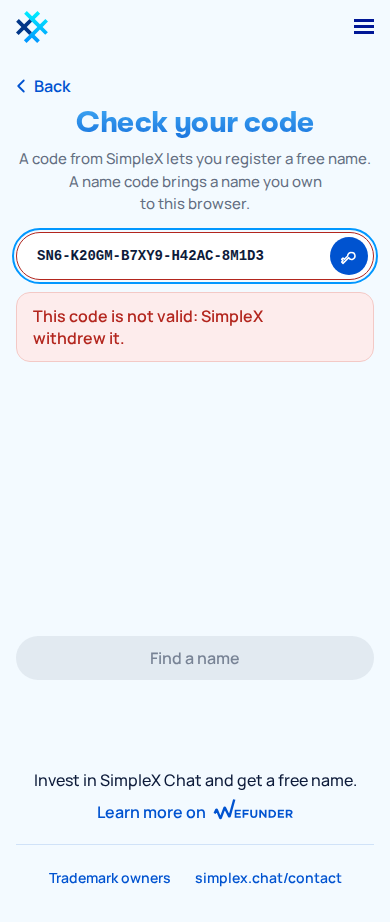 Back
Check your code
A code from SimpleX lets you register a free name.
A name code brings a name you own
to this browser.
SN6-K20GM-B7XY9-H42AC-8M1D3
This code is not valid: SimpleX
withdrew it.
Find a name
Invest in SimpleX Chat and get a free name.
Learn more on WEFUNDER
Trademark owners simplex.chat/contact